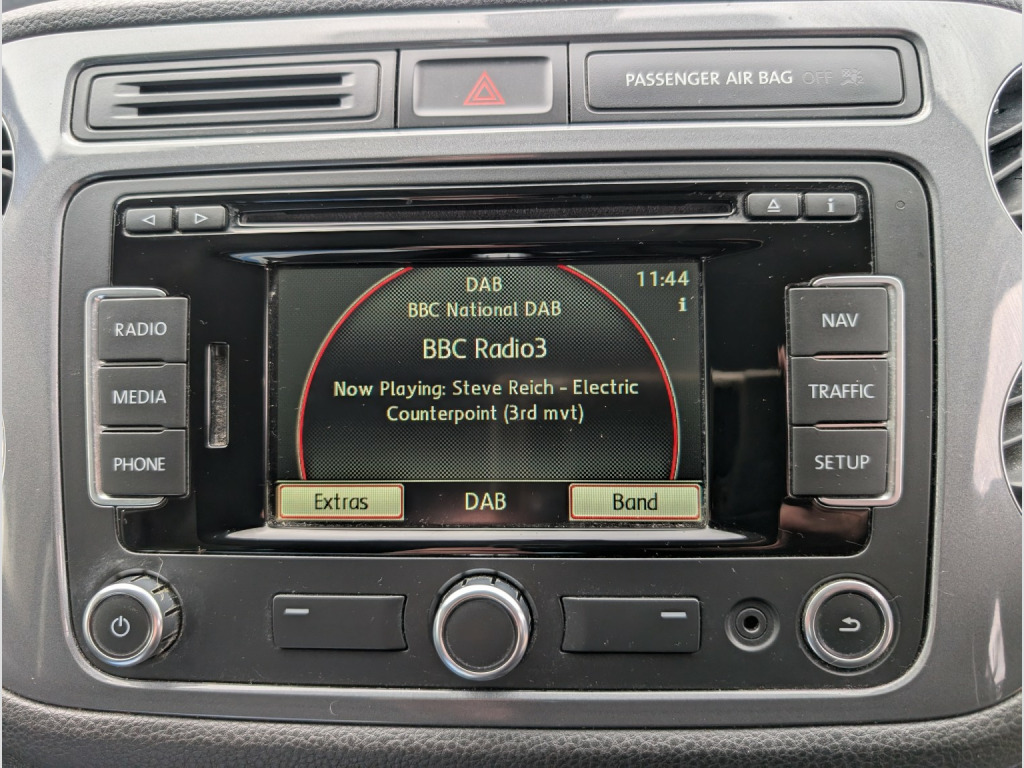 PASSENGER AIR BAG OFF
RADIO
MEDIA
PHONE
DAB
BBC National DAB
11:44
i
BBC Radio3
Now Playing: Steve Reich - Electric
Counterpoint (3rd mvt)
Extras
DAB
Band
i
NAV
TRAFFIC
SETUP